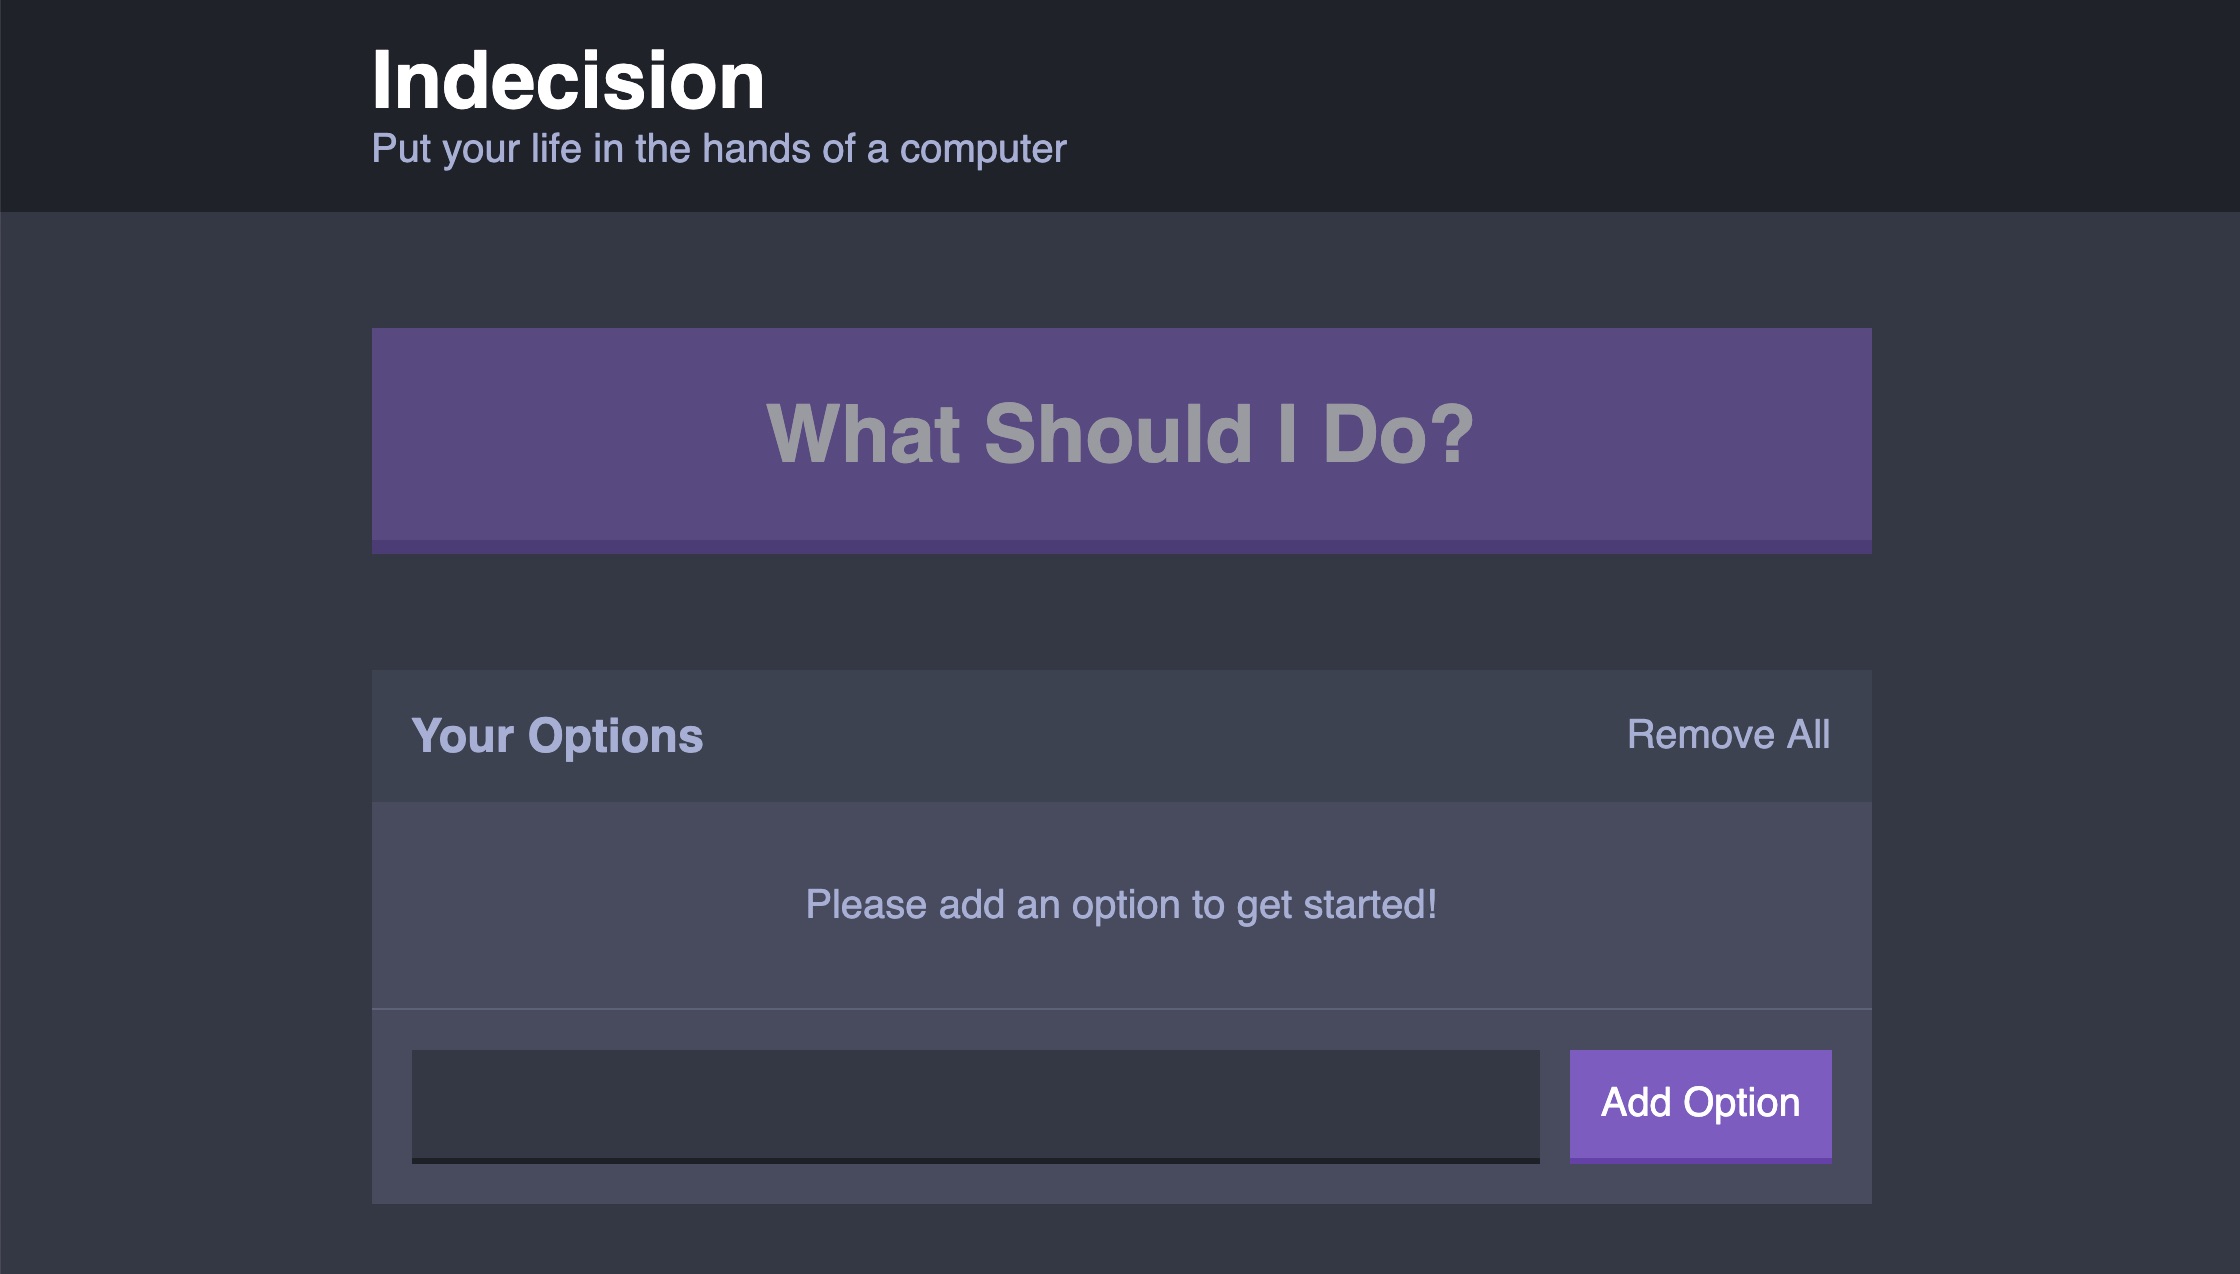 Indecision
Put your life in the hands of a computer
What Should I Do?
Your Options
Remove All
Please add an option to get started!
Add Option